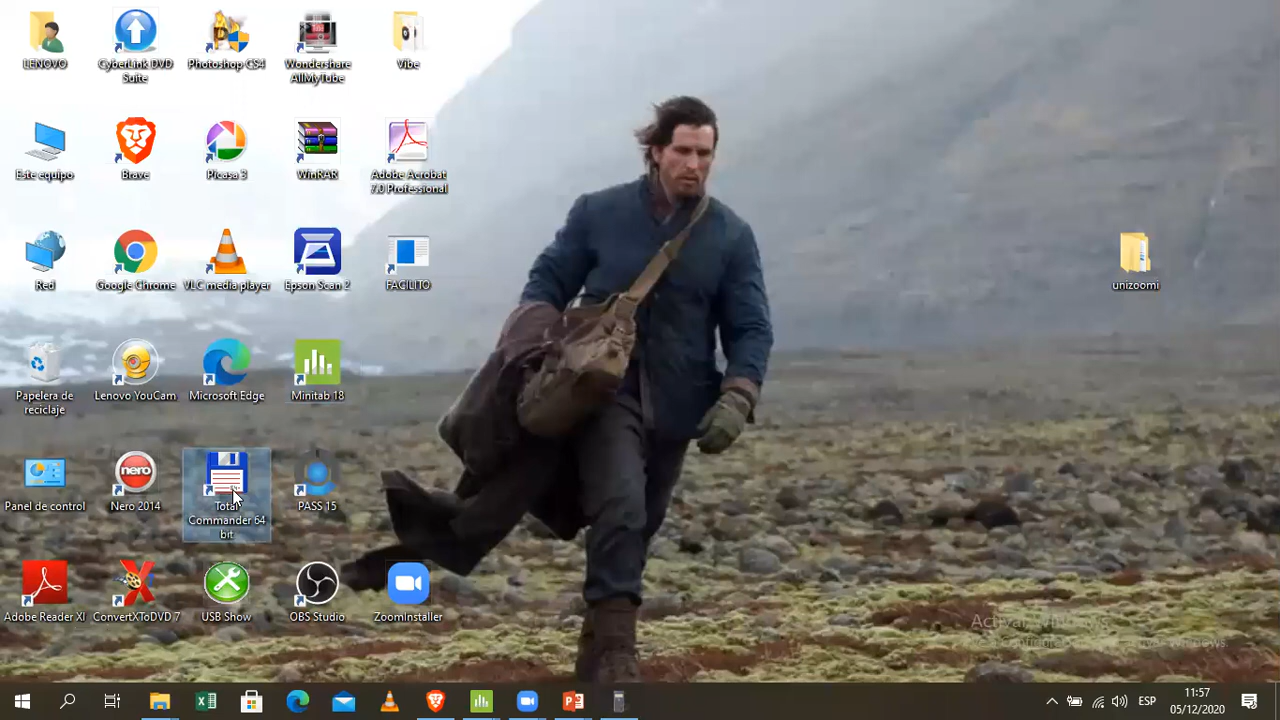 LENOVO
CyberLink DVD
Suite
Photoshop CS4
Wondershare
AllMyTube
Vibe
Este equipo
Brave
Picasa 3
WinRAR
Adobe Acrobat
7.0 Professional
Red
Google Chrome
VLC media player
Epson Scan 2
FACILITO
unizoomi
Papelera de
reciclaje
Lenovo YouCam
Microsoft Edge
Minitab 18
Panel de control
nero
Nero 2014
Total
Commander 64
bit
PASS 15
Adobe Reader XI
ConvertXToDVD 7
USB Show
OBS Studio
ZoomInstaller
Activar Windows
ESP
11:57
05/12/2020